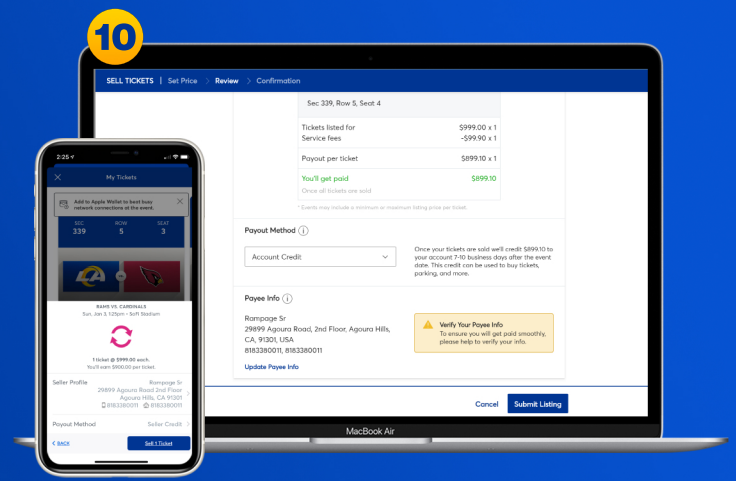 10
SELL TICKETS | Set Price > Review > Confirmation
Sec 339, Row 5, Seat 4
Tickets listed for $999.00 x 1
Service fees -$99.90 x 1
Payout per ticket $899.10 x 1
You'll get paid $899.10
Once all tickets are sold
* Events may include a minimum or maximum listing price per ticket.
Payout Method
Account Credit
Once your tickets are sold we'll credit $899.10 to
your account 7-10 business days after the event
date. This credit can be used to buy tickets,
parking, and more.
Payee Info
Rampage Sr
29899 Agoura Road, 2nd Floor, Agoura Hills,
CA, 91301, USA
8183380011, 8183380011
Update Payee Info
Verify Your Payee Info
To ensure you will get paid smoothly,
please help to verify your info.
Cancel Submit Listing
MacBook Air
2:25
My Tickets
Add to Apple Wallet to beat busy
network connections at the event.
SEC ROW SEAT
339 5 3
RAMS VS. CARDINALS
Sun, Jan 3, 1:25pm • SoFi Stadium
1 ticket @ $999.00 each.
You'll earn $900.00 per ticket.
Seller Profile Rampage Sr
29899 Agoura Road 2nd Floor
Agoura Hills, CA 91301
8183380011 8183380011
Payout Method Seller Credit
< BACK Sell 1 Ticket